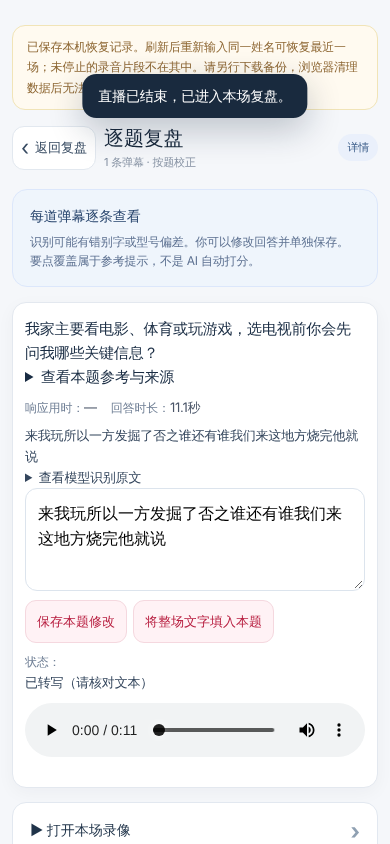 已保存本机恢复记录。刷新后重新输入同一姓名可恢复最近一
场；未停止的录音片段不在其中。请另行下载备份，浏览器清理
数据后无法
直播已结束，已进入本场复盘。
返回复盘
逐题复盘
1 条弹幕 · 按题校正
详情
每道弹幕逐条查看
识别可能有错别字或型号偏差。你可以修改回答并单独保存。
要点覆盖属于参考提示，不是 AI 自动打分。
我家主要看电影、体育或玩游戏，选电视前你会先
问我哪些关键信息？
查看本题参考与来源
响应用时：— 回答时长：11.1秒
来我玩所以一方发掘了否之谁还有谁我们来这地方烧完他就
说
查看模型识别原文
来我玩所以一方发掘了否之谁还有谁我们来
这地方烧完他就说
保存本题修改
将整场文字填入本题
状态：
已转写（请核对文本）
0:00 / 0:11
打开本场录像